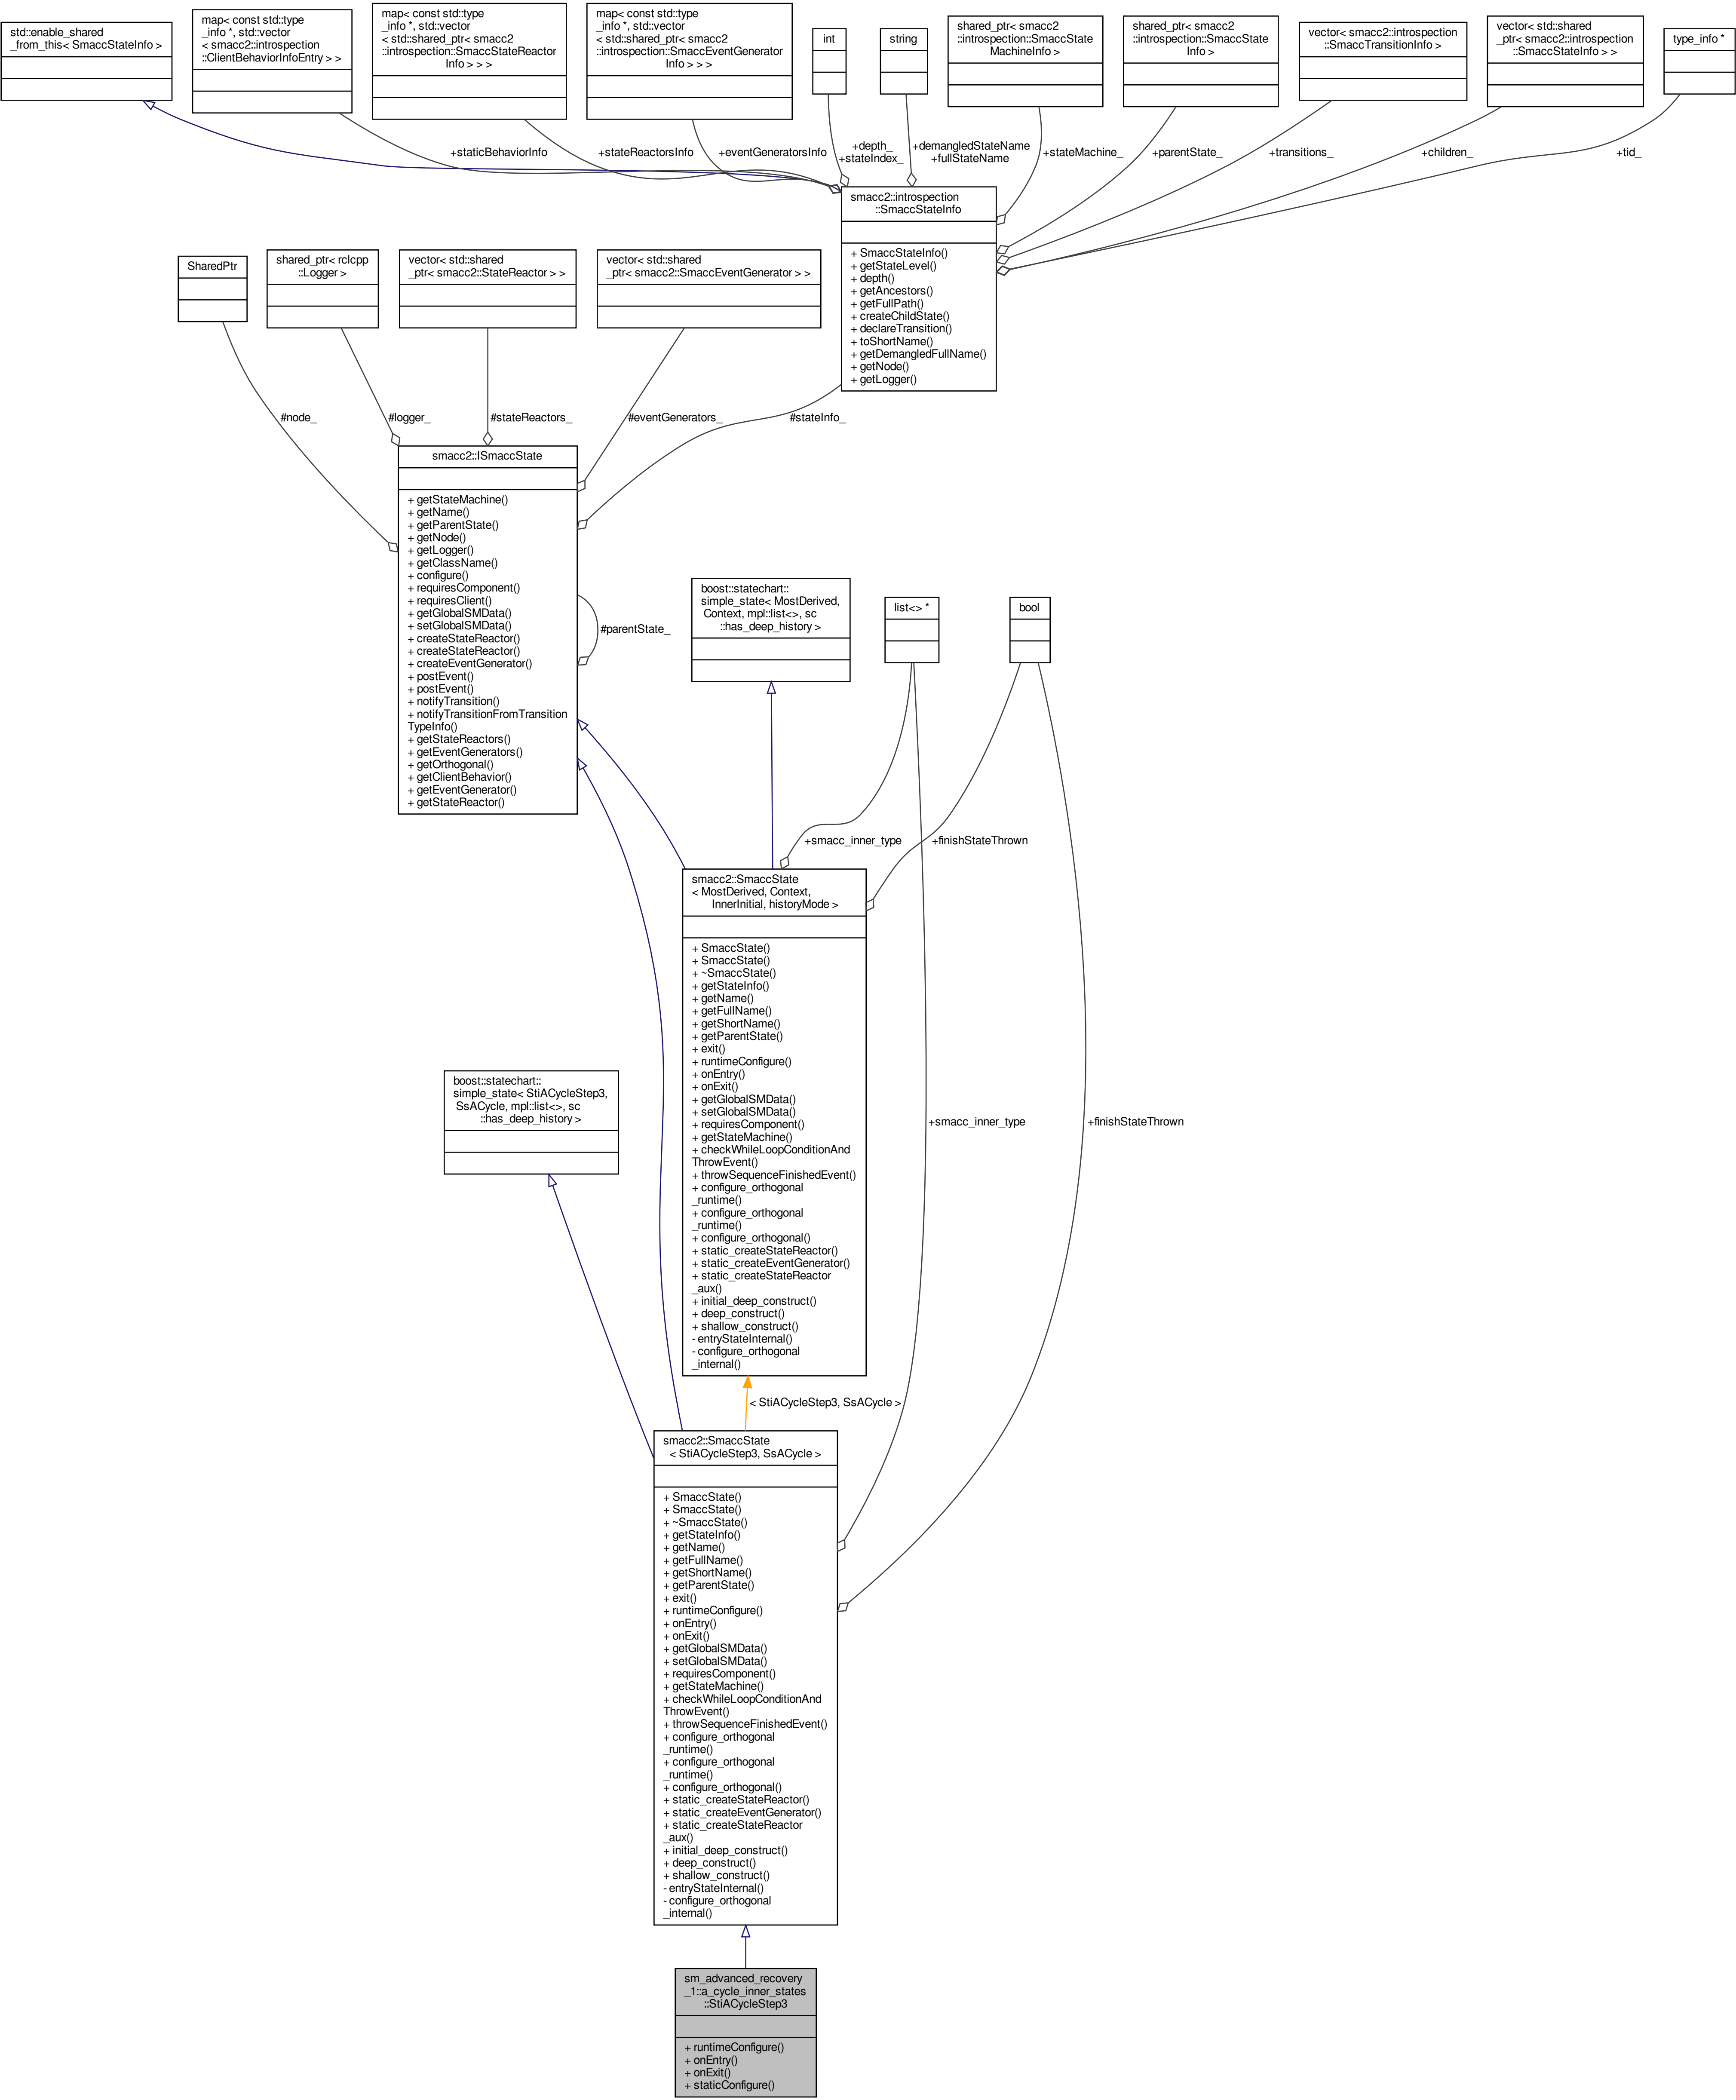 std::enable_shared
_from_this< SmaccStateInfo >
map< const std::type
_info *, std::vector
< smacc2::introspection
::ClientBehaviorInfoEntry > >
map< const std::type
_info *, std::vector
< std::shared_ptr< smacc2
::introspection::SmaccStateReactor
Info > > >
map< const std::type
_info *, std::vector
< std::shared_ptr< smacc2
::introspection::SmaccEventGenerator
Info > > >
int
string
shared_ptr< smacc2
::introspection::SmaccState
MachineInfo >
shared_ptr< smacc2
::introspection::SmaccState
Info >
vector< smacc2::introspection
::SmaccTransitionInfo >
vector< std::shared
_ptr< smacc2::introspection
::SmaccStateInfo > >
type_info *
+staticBehaviorInfo
+stateReactorsInfo
+eventGeneratorsInfo
+depth_
+stateIndex_
+demangledStateName
+fullStateName
+stateMachine_
+parentState_
+transitions_
+children_
+tid_
smacc2::introspection
::SmaccStateInfo
+ SmaccStateInfo()
+ getStateLevel()
+ depth()
+ getAncestors()
+ getFullPath()
+ createChildState()
+ declareTransition()
+ toShortName()
+ getDemangledFullName()
+ getNode()
+ getLogger()
SharedPtr
shared_ptr< rclcpp
::Logger >
vector< std::shared
_ptr< smacc2::StateReactor > >
vector< std::shared
_ptr< smacc2::SmaccEventGenerator > >
#node_
#logger_
#stateReactors_
#eventGenerators_
#stateInfo_
smacc2::ISmaccState
+ getStateMachine()
+ getName()
+ getParentState()
+ getNode()
+ getLogger()
+ getClassName()
+ configure()
+ requiresComponent()
+ requiresClient()
+ getGlobalSMData()
+ setGlobalSMData()
+ createStateReactor()
+ createStateReactor()
+ createEventGenerator()
+ postEvent()
+ postEvent()
+ notifyTransition()
+ notifyTransitionFromTransition
TypeInfo()
+ getStateReactors()
+ getEventGenerators()
+ getOrthogonal()
+ getClientBehavior()
+ getEventGenerator()
+ getStateReactor()
#parentState_
boost::statechart::
simple_state< MostDerived,
Context, mpl::list<>, sc
::has_deep_history >
list<> *
bool
+smacc_inner_type
+finishStateThrown
smacc2::SmaccState
< MostDerived, Context,
InnerInitial, historyMode >
+ SmaccState()
+ SmaccState()
+ ~SmaccState()
+ getStateInfo()
+ getName()
+ getFullName()
+ getShortName()
+ getParentState()
+ exit()
+ runtimeConfigure()
+ onEntry()
+ onExit()
+ getGlobalSMData()
+ setGlobalSMData()
+ requiresComponent()
+ getStateMachine()
+ checkWhileLoopConditionAnd
ThrowEvent()
+ throwSequenceFinishedEvent()
+ configure_orthogonal
_runtime()
+ configure_orthogonal
_runtime()
+ configure_orthogonal()
+ static_createStateReactor()
+ static_createEventGenerator()
+ static_createStateReactor
_aux()
+ initial_deep_construct()
+ deep_construct()
+ shallow_construct()
- entryStateInternal()
- configure_orthogonal
_internal()
boost::statechart::
simple_state< StiACycleStep3,
SsACycle, mpl::list<>, sc
::has_deep_history >
+smacc_inner_type
+finishStateThrown
< StiACycleStep3, SsACycle >
smacc2::SmaccState
< StiACycleStep3, SsACycle >
+ SmaccState()
+ SmaccState()
+ ~SmaccState()
+ getStateInfo()
+ getName()
+ getFullName()
+ getShortName()
+ getParentState()
+ exit()
+ runtimeConfigure()
+ onEntry()
+ onExit()
+ getGlobalSMData()
+ setGlobalSMData()
+ requiresComponent()
+ getStateMachine()
+ checkWhileLoopConditionAnd
ThrowEvent()
+ throwSequenceFinishedEvent()
+ configure_orthogonal
_runtime()
+ configure_orthogonal
_runtime()
+ configure_orthogonal()
+ static_createStateReactor()
+ static_createEventGenerator()
+ static_createStateReactor
_aux()
+ initial_deep_construct()
+ deep_construct()
+ shallow_construct()
- entryStateInternal()
- configure_orthogonal
_internal()
sm_advanced_recovery
_1::a_cycle_inner_states
::StiACycleStep3
+ runtimeConfigure()
+ onEntry()
+ onExit()
+ staticConfigure()